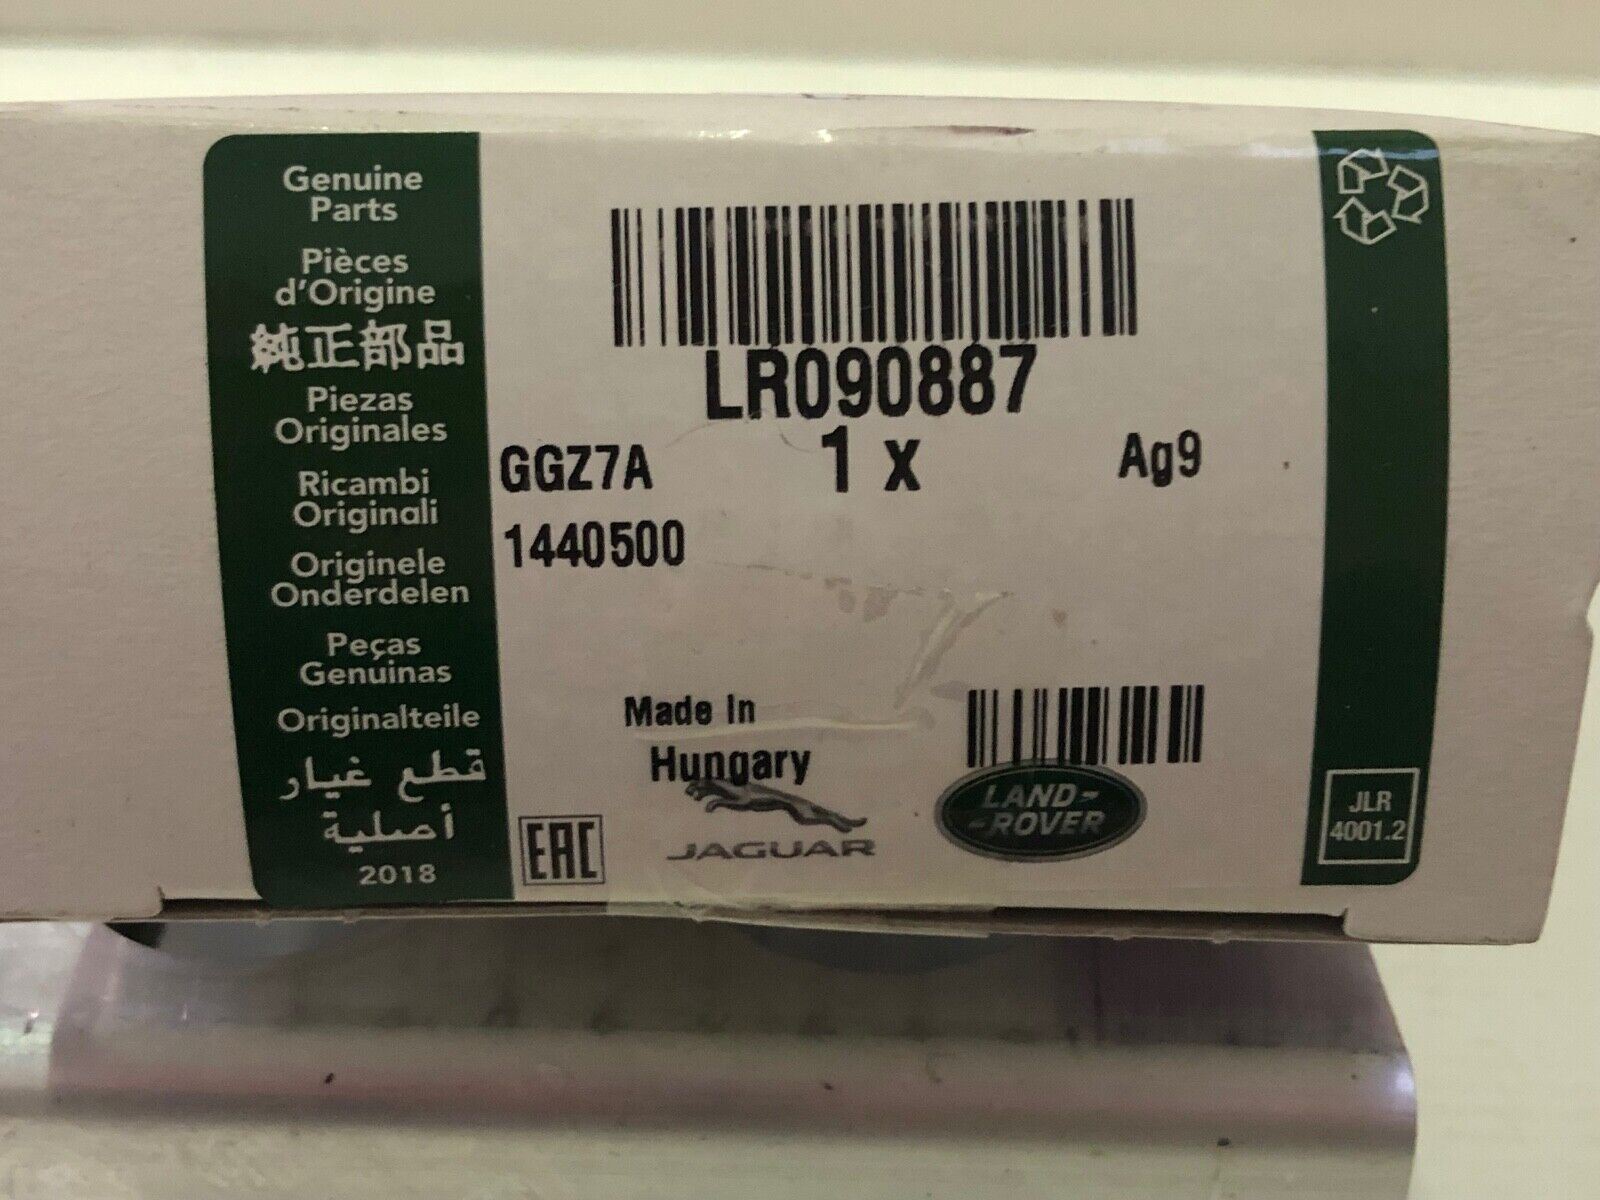 Genuine
Parts
Pièces
d'Origine
純正部品
Piezas
Originales
Ricambi
Originali
Originele
Onderdelen
Peças
Genuinas
Originalteile
قطع غيار
أصلية
2018
LR090887
GGZ7A 1 x Ag9
1440500
Made In
Hungary
EAC
JAGUAR
LAND-
-ROVER
JLR
4001.2